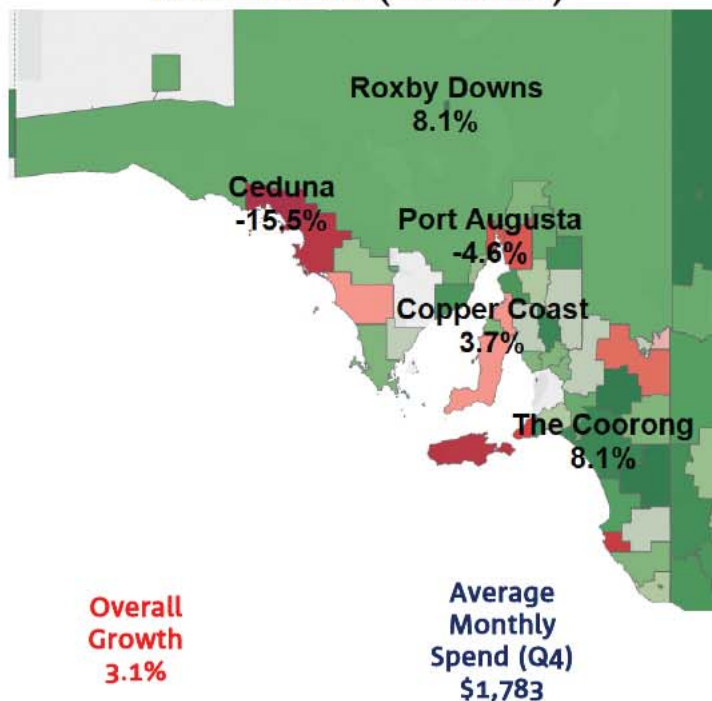 Roxby Downs
8.1%
Ceduna
-15.5%
Port Augusta
-4.6%
Copper Coast
3.7%
The Coorong
8.1%
Overall
Growth
3.1%
Average
Monthly
Spend (Q4)
$1,783